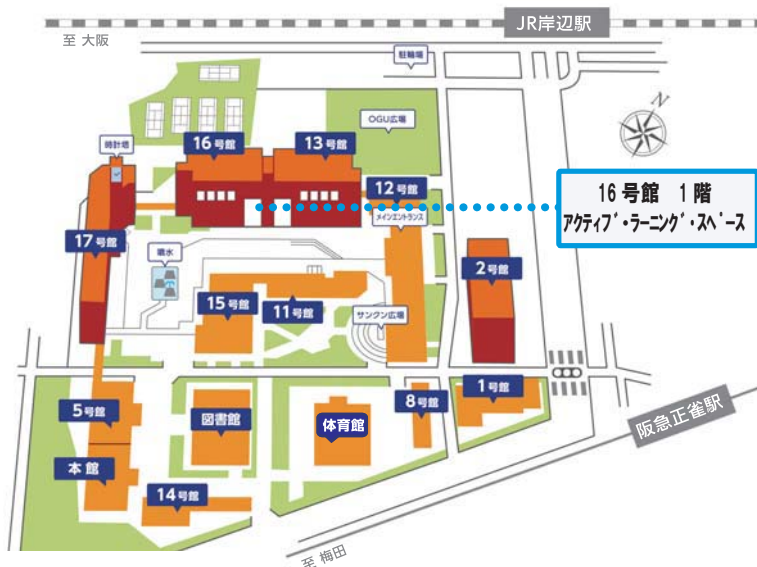 JR岸辺駅
至 大阪
駐輪場
OGU広場
N
時計塔
16号館
13号館
12号館
メインエントランス
16号館 1階
アクティブ・ラーニング・スペース
17号館
噴水
2号館
15号館
11号館
サンクン広場
5号館
図書館
体育館
8号館
1号館
阪急正雀駅
本館
14号館
至 梅田